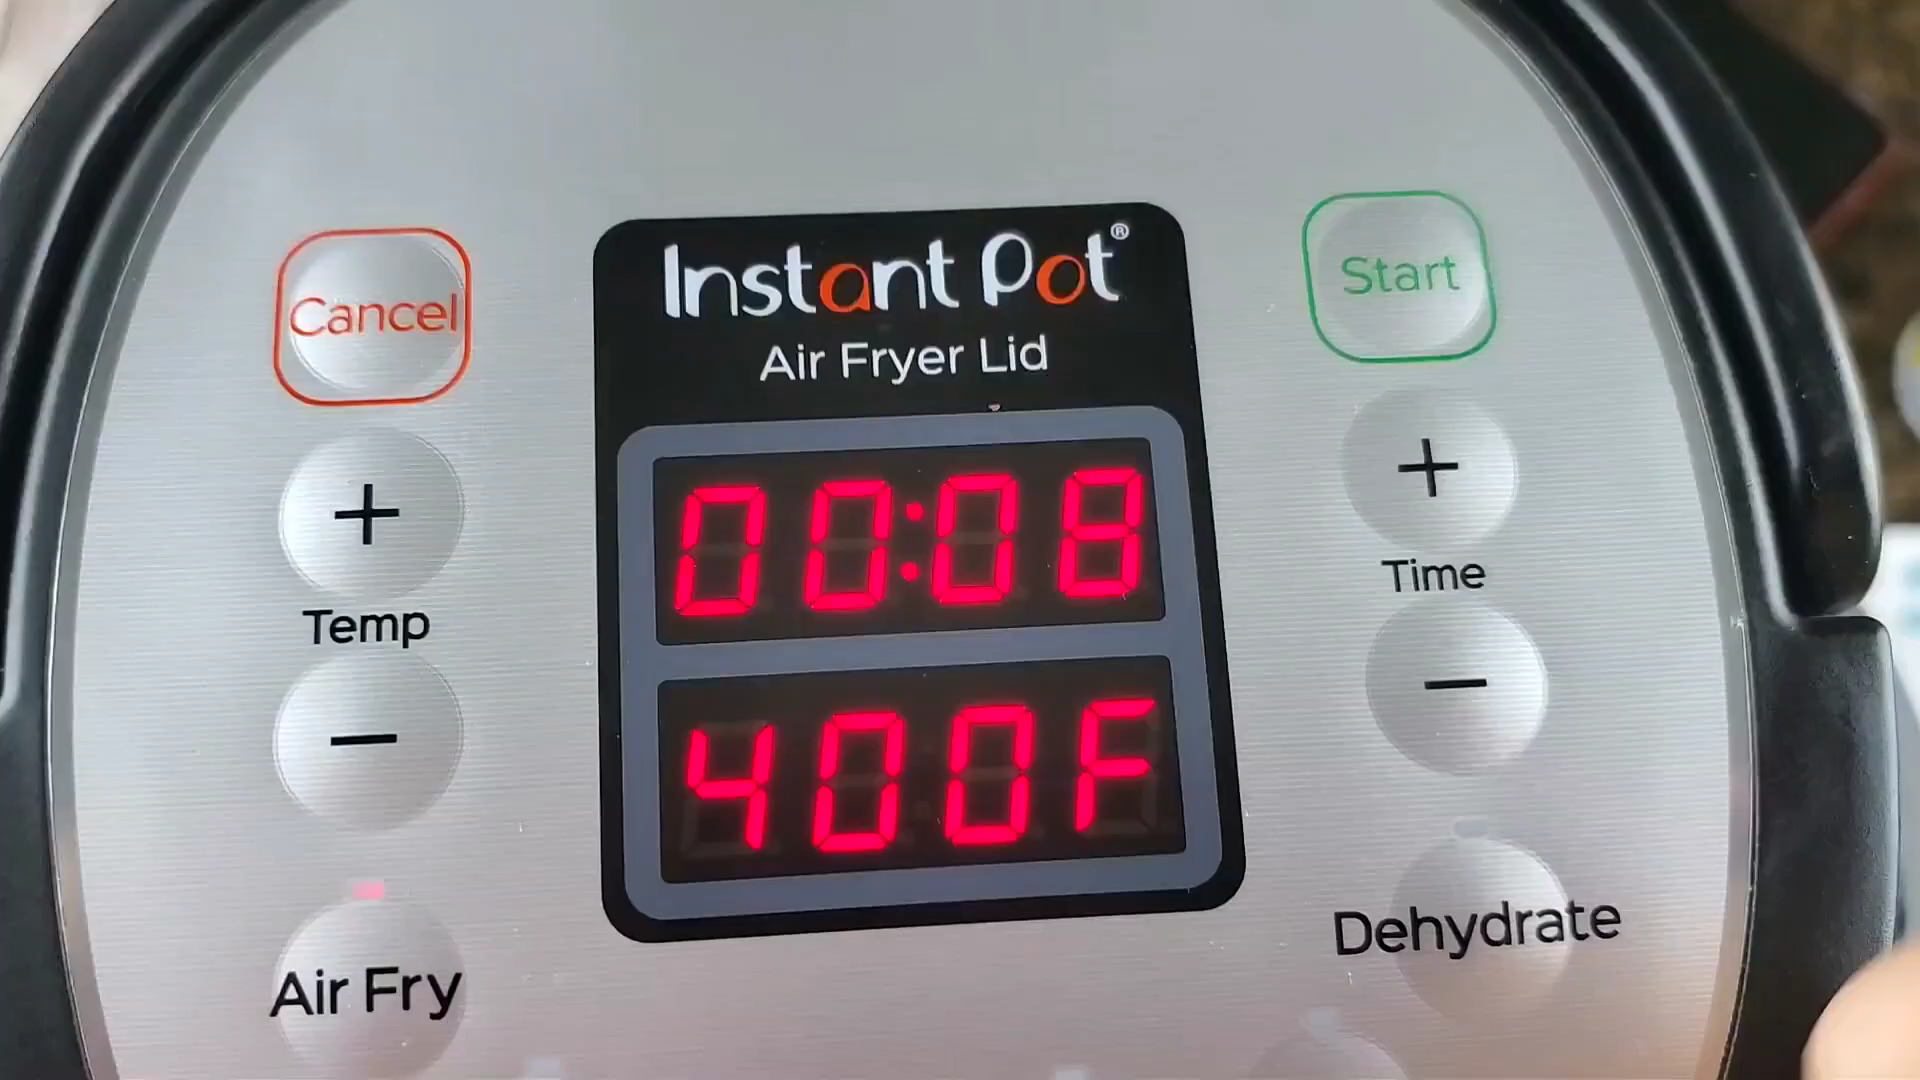 Instant Pot®
Air Fryer Lid
Cancel
Start
00:08
400F
+
Temp
−
+
Time
−
Air Fry
Dehydrate